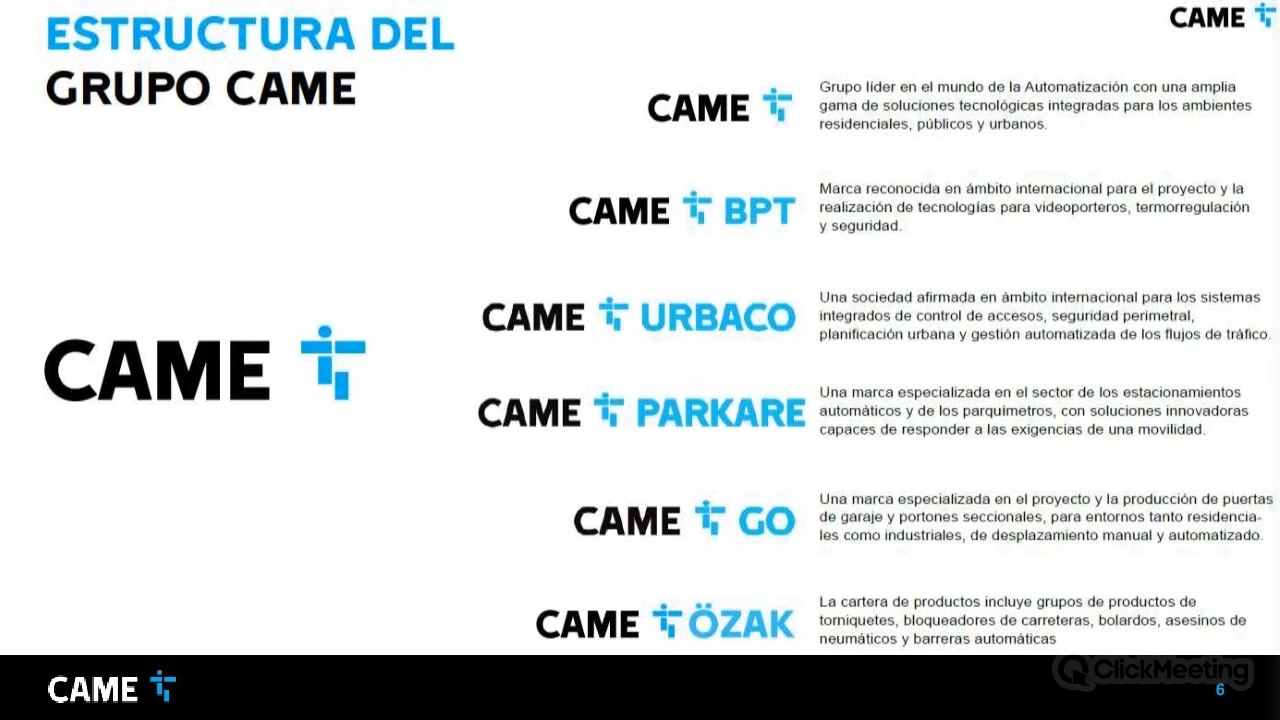 ESTRUCTURA DEL
GRUPO CAME
CAME
CAME
Grupo líder en el mundo de la Automatización con una amplia
gama de soluciones tecnológicas integradas para los ambientes
residenciales, públicos y urbanos.
CAME BPT
Marca reconocida en ámbito internacional para el proyecto y la
realización de tecnologías para videoporteros, termorregulación
y seguridad.
CAME URBACO
Una sociedad afirmada en ámbito internacional para los sistemas
integrados de control de accesos, seguridad perimetral,
planificación urbana y gestión automatizada de los flujos de tráfico.
CAME
CAME PARKARE
Una marca especializada en el sector de los estacionamientos
automáticos y de los parquímetros, con soluciones innovadoras
capaces de responder a las exigencias de una movilidad.
CAME GO
Una marca especializada en el proyecto y la producción de puertas
de garaje y portones seccionales, para entornos tanto residencia-
les como industriales, de desplazamiento manual y automatizado.
CAME ÖZAK
La cartera de productos incluye grupos de productos de
torniquetes, bloqueadores de carreteras, bolardos, asesinos de
neumáticos y barreras automáticas
CAME
ClickMeeting
6